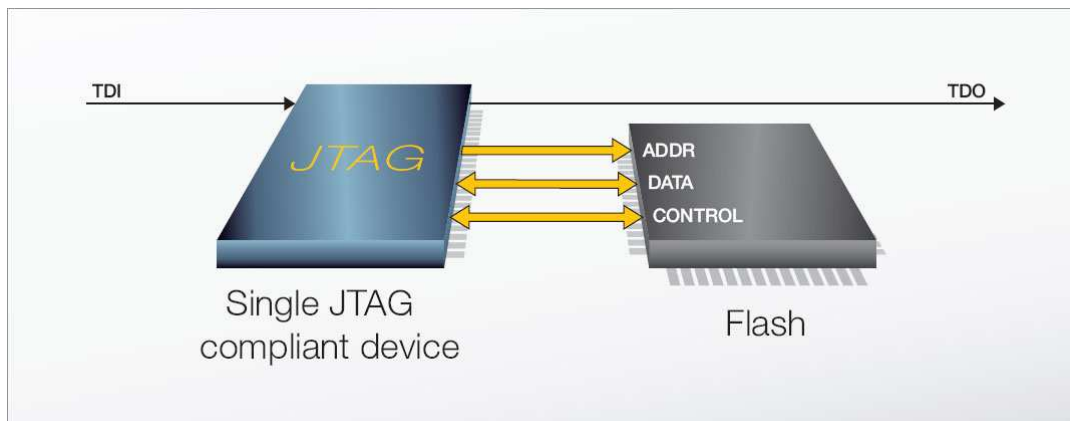 TDI
TDO
JTAG
ADDR
DATA
CONTROL
Single JTAG
compliant device
Flash